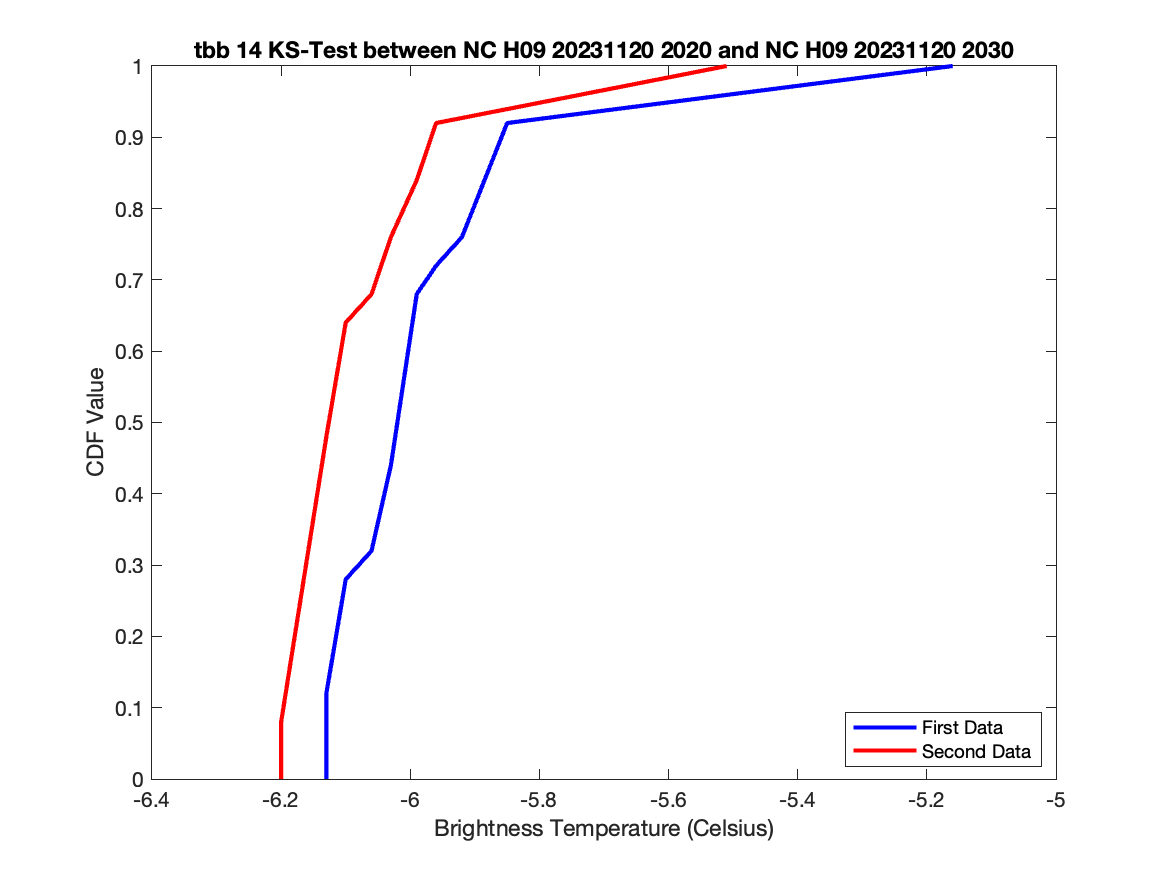 tbb 14 KS-Test between NC H09 20231120 2020 and NC H09 20231120 2030
1
0.9
0.8
0.7
0.6
0.5
0.4
0.3
0.2
0.1
0
CDF Value
First Data
Second Data
-6.4 -6.2 -6 -5.8 -5.6 -5.4 -5.2 -5
Brightness Temperature (Celsius)